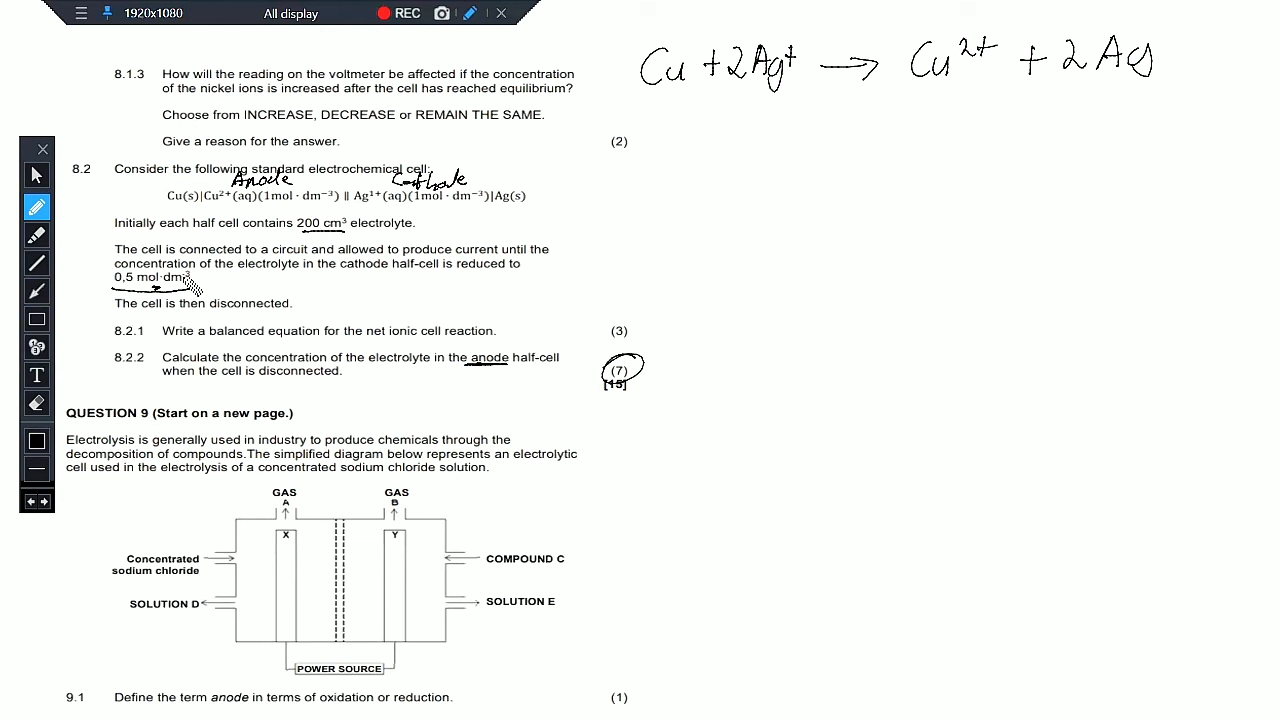 1920x1080 All display REC
Cu + 2Ag⁺ → Cu²⁺ + 2Ag
8.1.3 How will the reading on the voltmeter be affected if the concentration
of the nickel ions is increased after the cell has reached equilibrium?
Choose from INCREASE, DECREASE or REMAIN THE SAME.
Give a reason for the answer. (2)
8.2 Consider the following standard electrochemical cell:
Anode Cathode
Cu(s)|Cu²⁺(aq)(1mol · dm⁻³) ‖ Ag¹⁺(aq)(1mol · dm⁻³)|Ag(s)
Initially each half cell contains 200 cm³ electrolyte.
The cell is connected to a circuit and allowed to produce current until the
concentration of the electrolyte in the cathode half-cell is reduced to
0,5 mol·dm⁻³
The cell is then disconnected.
8.2.1 Write a balanced equation for the net ionic cell reaction. (3)
8.2.2 Calculate the concentration of the electrolyte in the anode half-cell
when the cell is disconnected. (7)
[15]
QUESTION 9 (Start on a new page.)
Electrolysis is generally used in industry to produce chemicals through the
decomposition of compounds.The simplified diagram below represents an electrolytic
cell used in the electrolysis of a concentrated sodium chloride solution.
GAS GAS
A B
X Y
Concentrated COMPOUND C
sodium chloride
SOLUTION D SOLUTION E
POWER SOURCE
9.1 Define the term anode in terms of oxidation or reduction. (1)
T